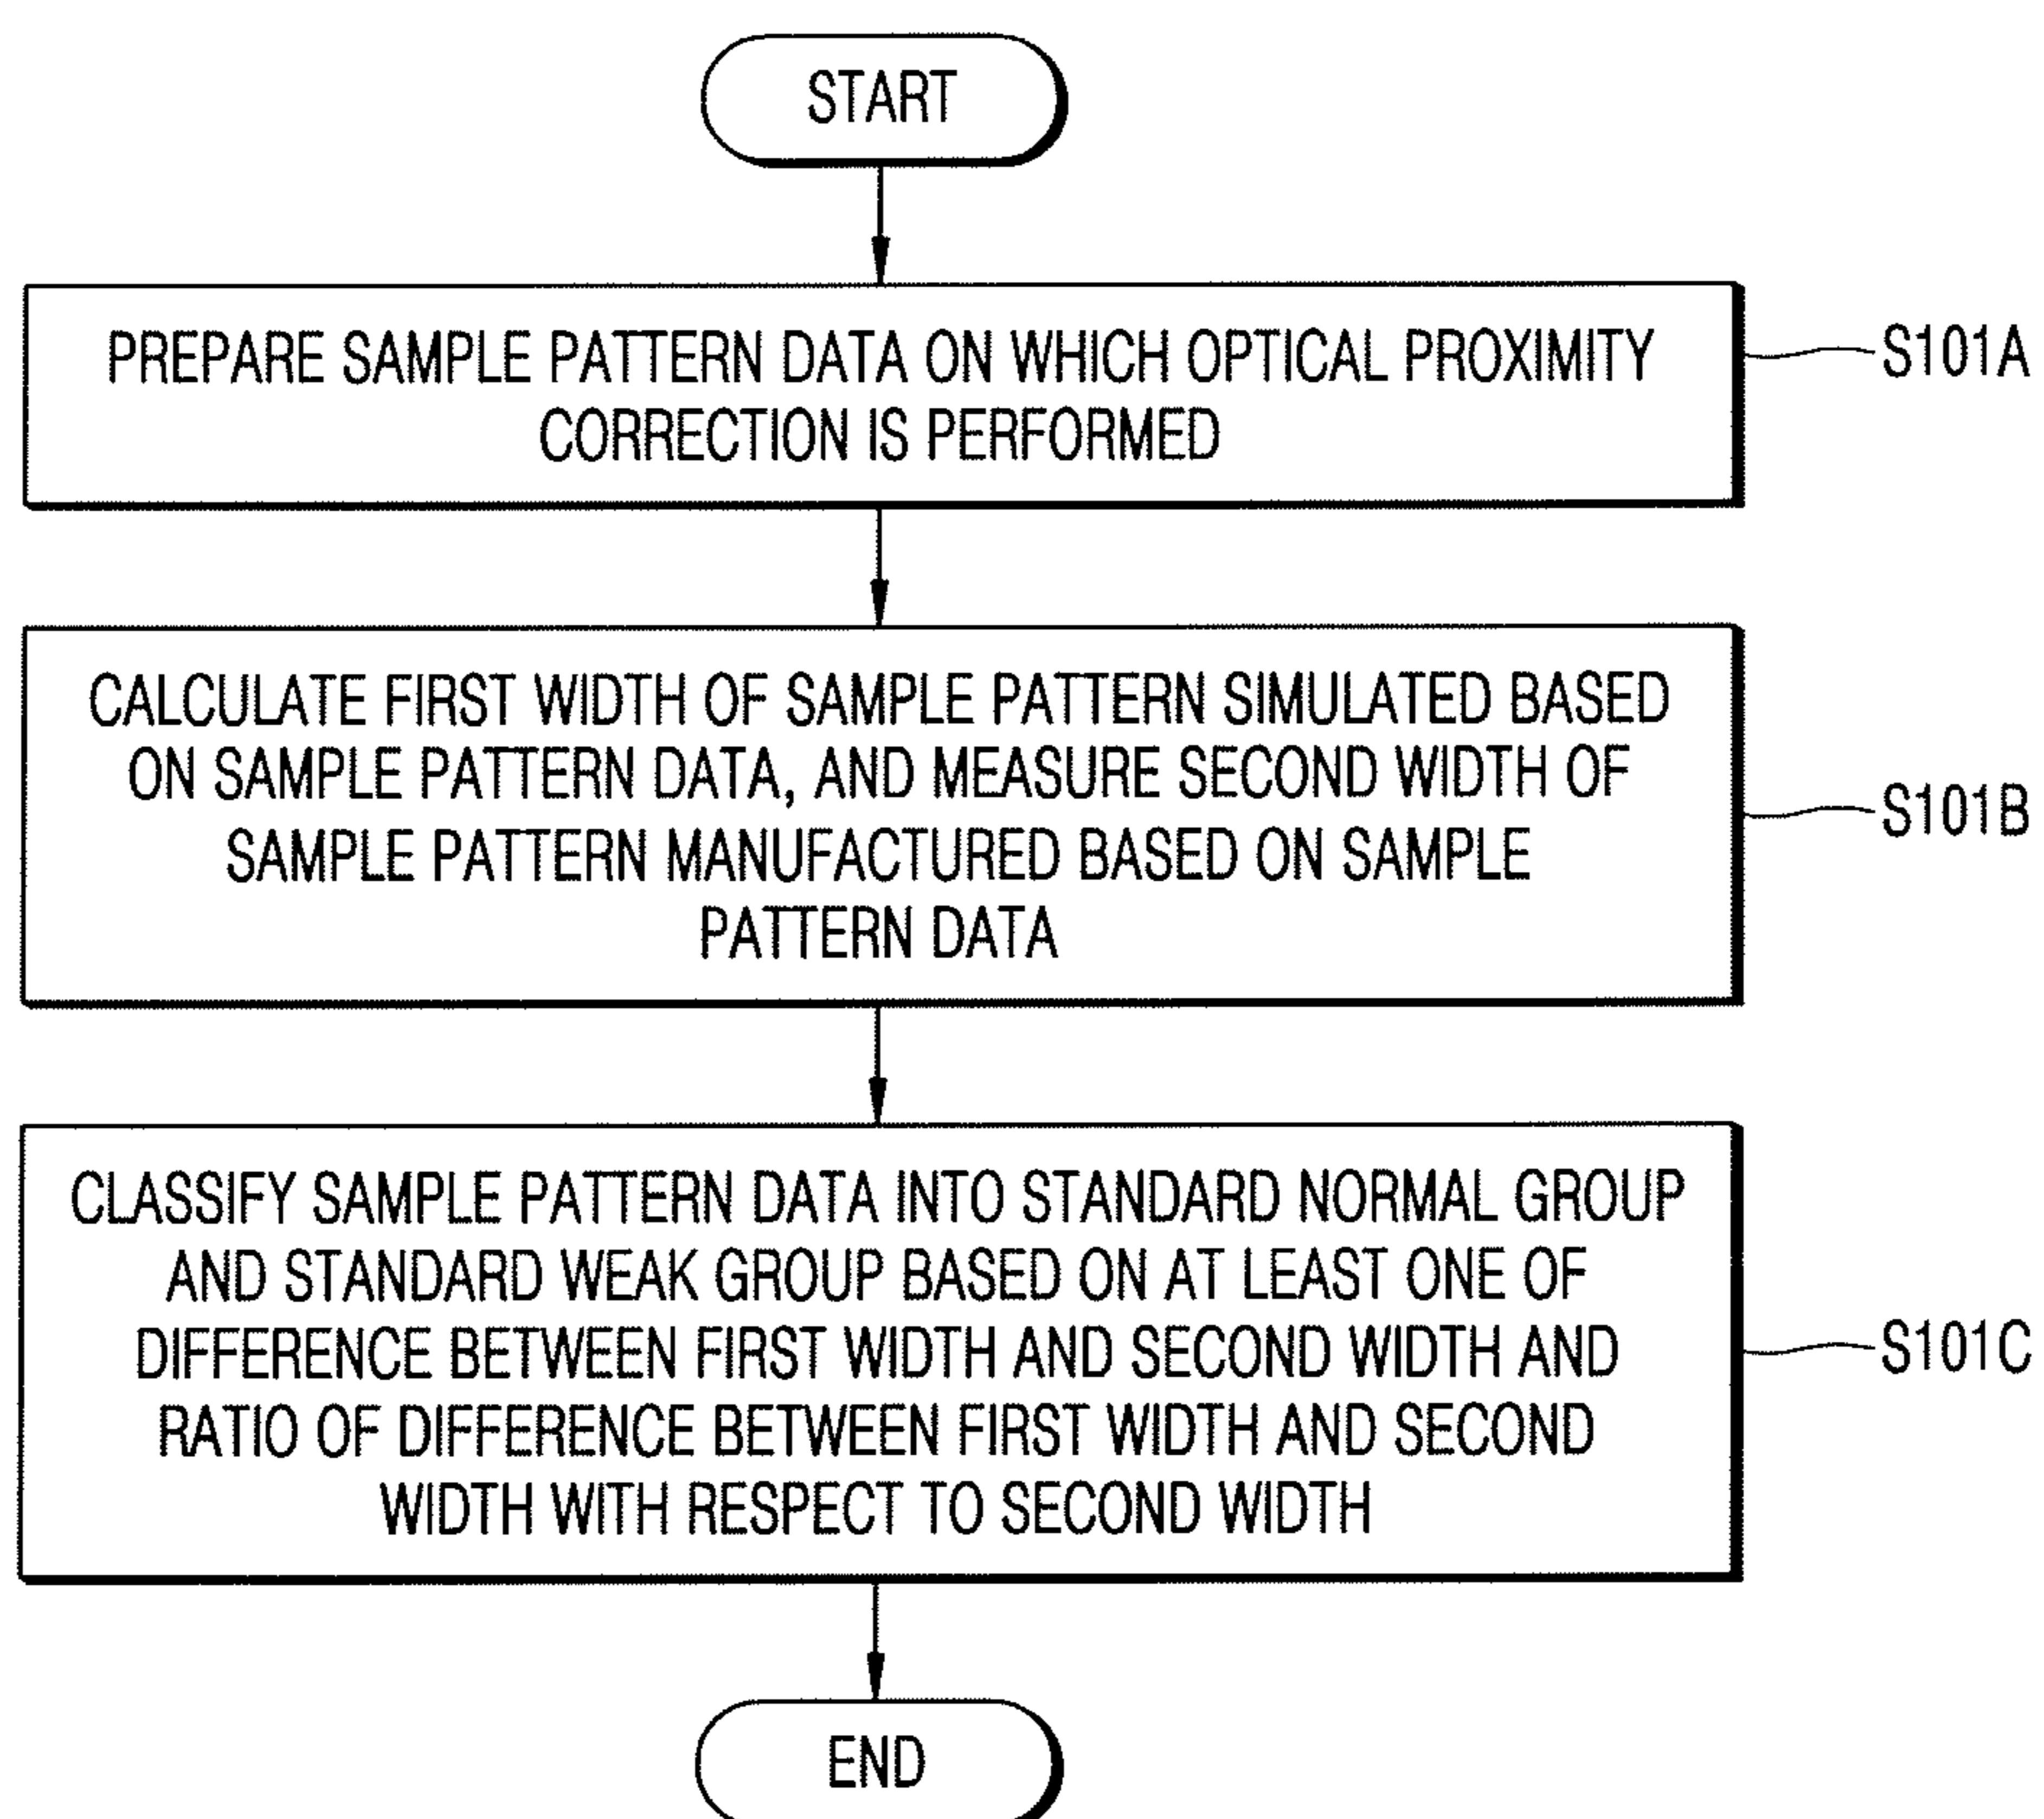 START
PREPARE SAMPLE PATTERN DATA ON WHICH OPTICAL PROXIMITY
CORRECTION IS PERFORMED
S101A
CALCULATE FIRST WIDTH OF SAMPLE PATTERN SIMULATED BASED
ON SAMPLE PATTERN DATA, AND MEASURE SECOND WIDTH OF
SAMPLE PATTERN MANUFACTURED BASED ON SAMPLE
PATTERN DATA
S101B
CLASSIFY SAMPLE PATTERN DATA INTO STANDARD NORMAL GROUP
AND STANDARD WEAK GROUP BASED ON AT LEAST ONE OF
DIFFERENCE BETWEEN FIRST WIDTH AND SECOND WIDTH AND
RATIO OF DIFFERENCE BETWEEN FIRST WIDTH AND SECOND
WIDTH WITH RESPECT TO SECOND WIDTH
S101C
END